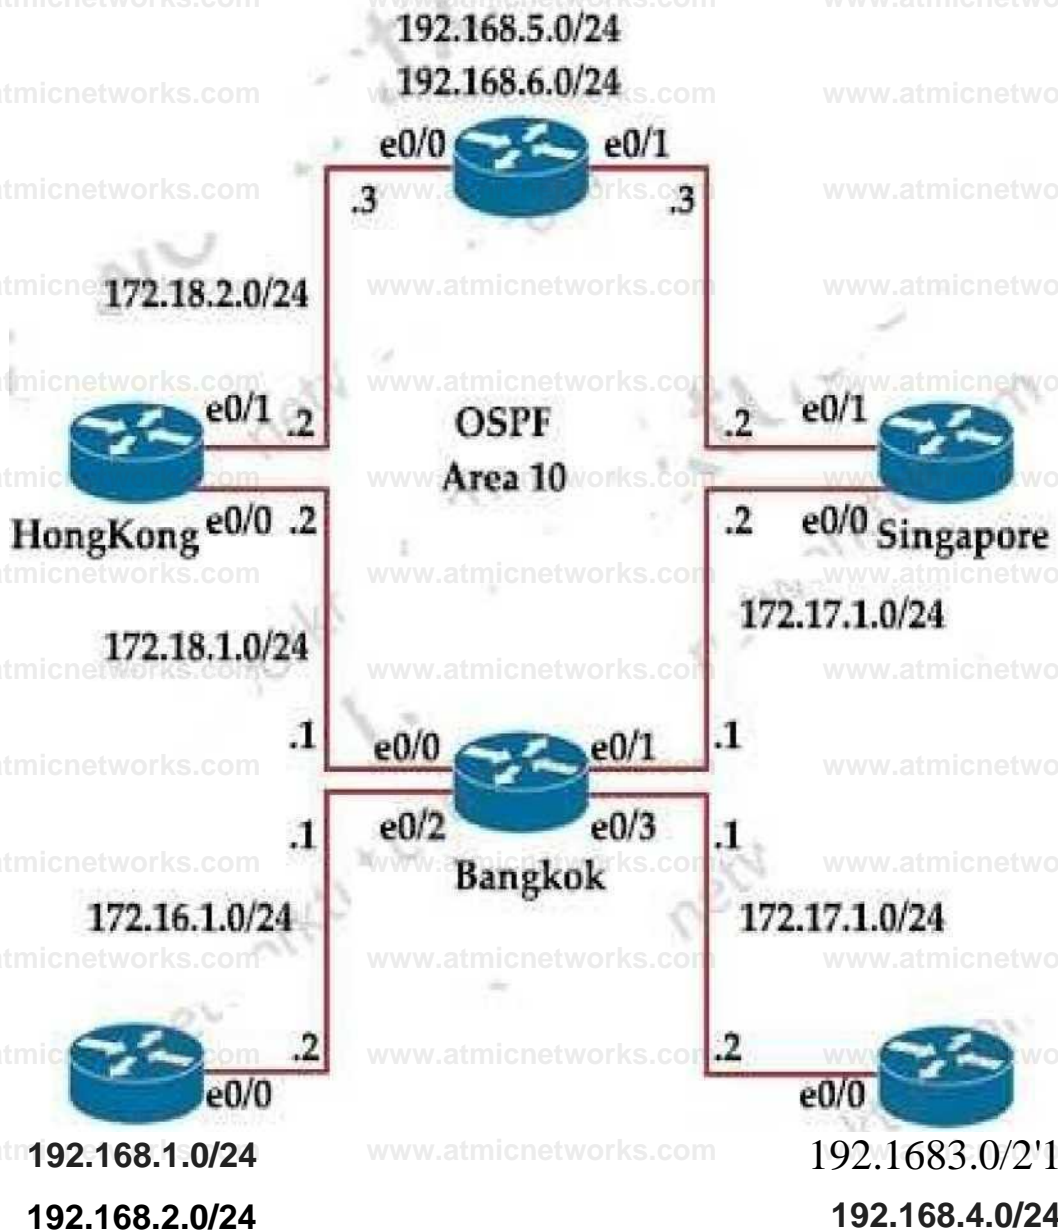 192.168.5.0/24
192.168.6.0/24
e0/0
e0/1
.3
.3
172.18.2.0/24
e0/1
.2
OSPF
Area 10
.2
e0/1
HongKong
e0/0
.2
.2
e0/0
Singapore
172.18.1.0/24
172.17.1.0/24
.1
e0/0
e0/1
.1
.1
e0/2
e0/3
.1
Bangkok
172.16.1.0/24
172.17.1.0/24
.2
e0/0
.2
e0/0
192.168.1.0/24
192.1683.0/2'1
192.168.2.0/24
192.168.4.0/24
www.atmicnetworks.com